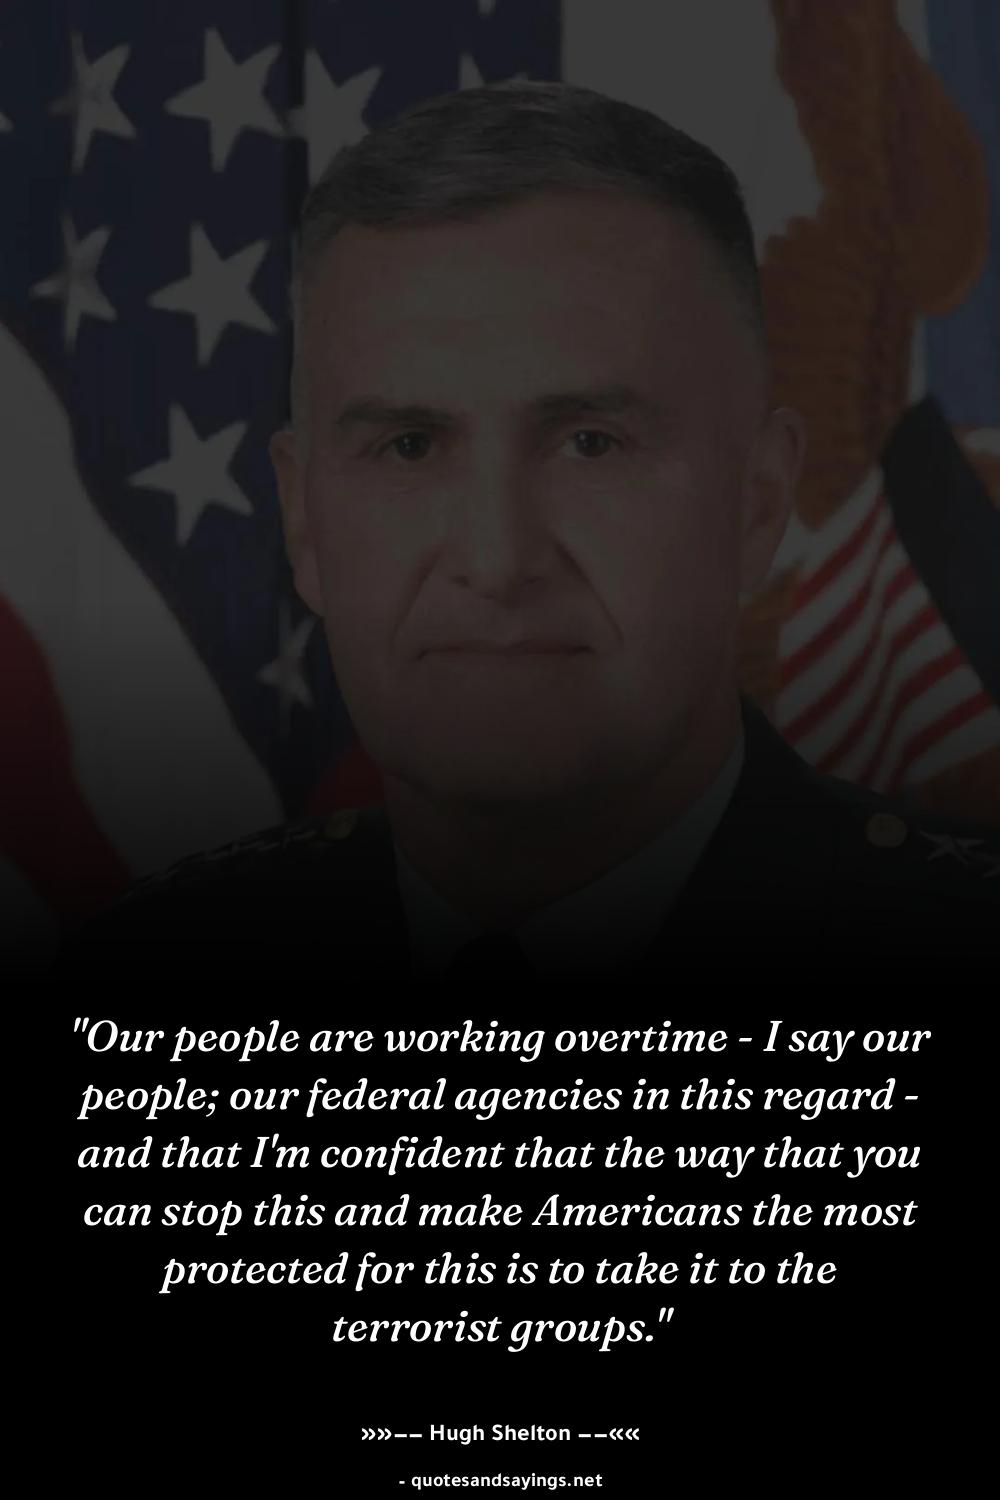 "Our people are working overtime - I say our
people; our federal agencies in this regard -
and that I'm confident that the way that you
can stop this and make Americans the most
protected for this is to take it to the
terrorist groups."
»»—— Hugh Shelton ——««
- quotesandsayings.net